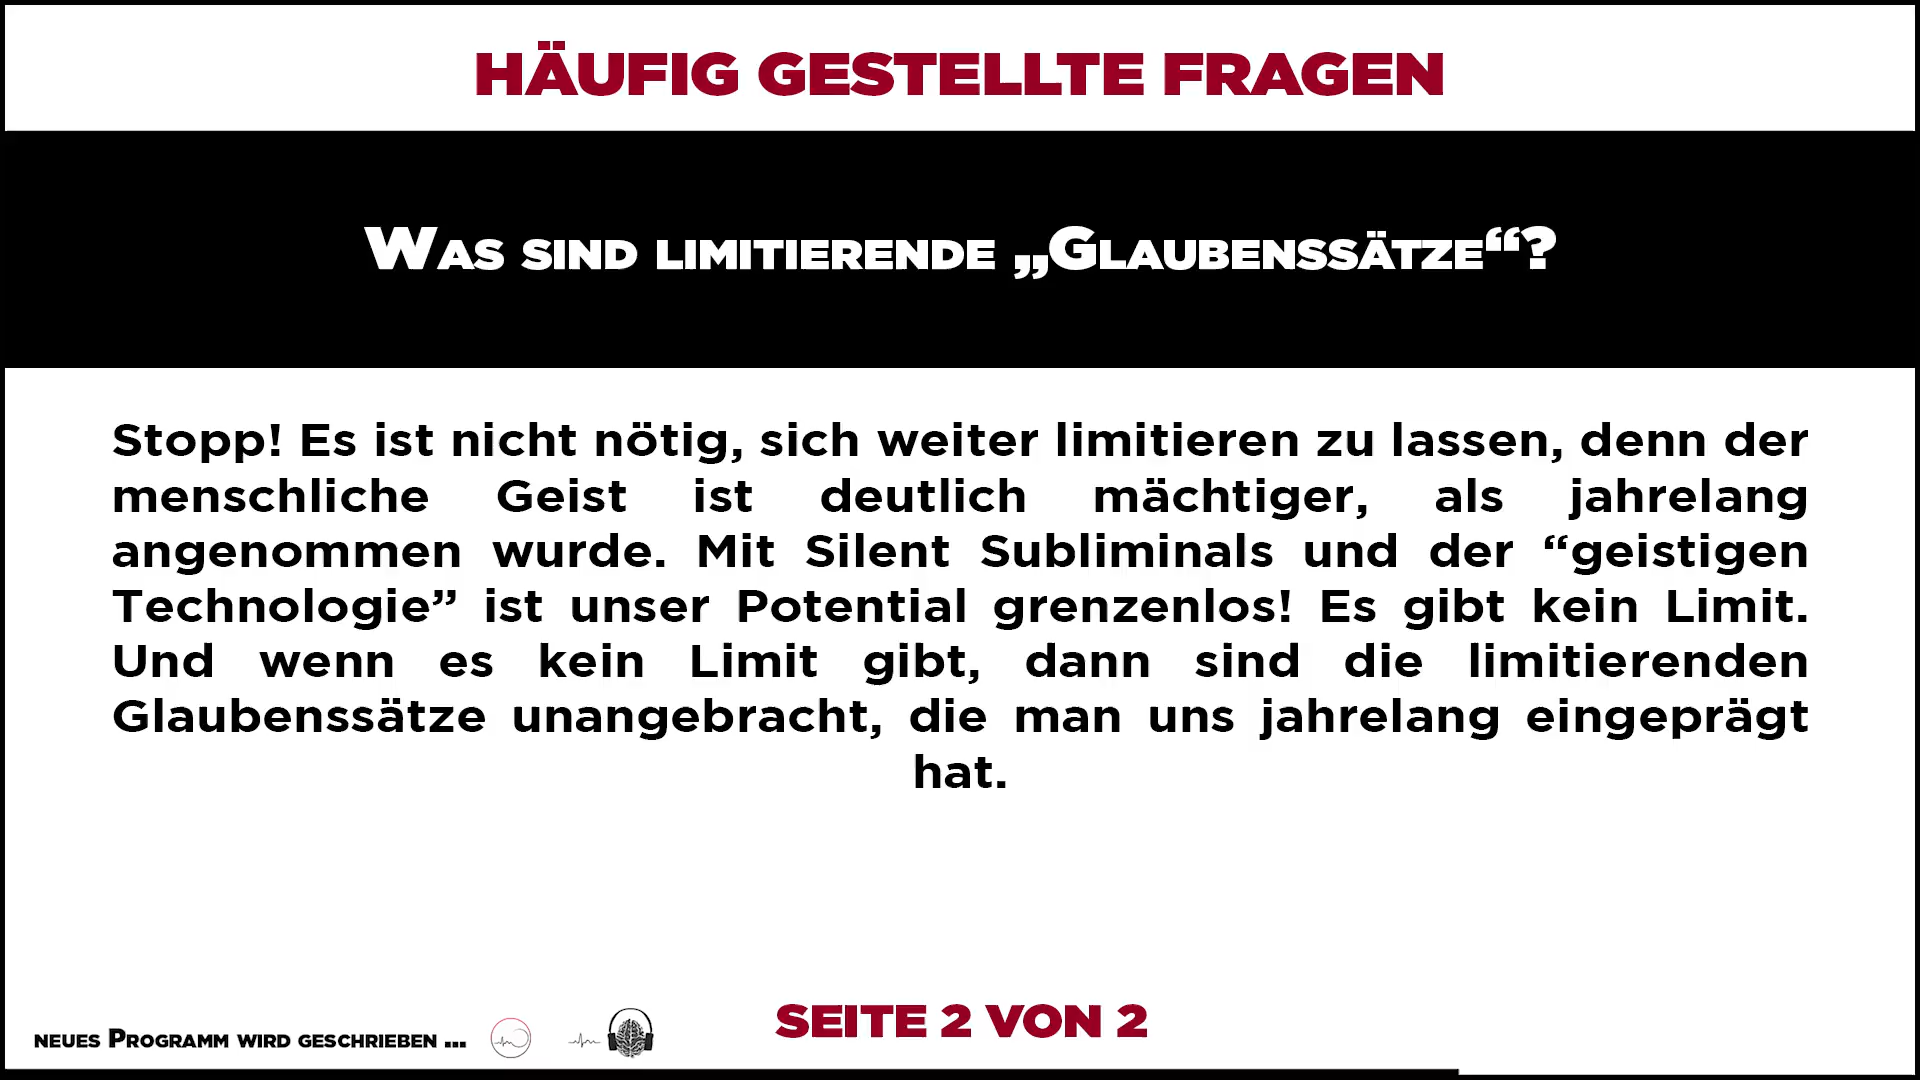 HÄUFIG GESTELLTE FRAGEN
Was sind limitierende „Glaubenssätze“?
Stopp! Es ist nicht nötig, sich weiter limitieren zu lassen, denn der
menschliche Geist ist deutlich mächtiger, als jahrelang
angenommen wurde. Mit Silent Subliminals und der “geistigen
Technologie” ist unser Potential grenzenlos! Es gibt kein Limit.
Und wenn es kein Limit gibt, dann sind die limitierenden
Glaubenssätze unangebracht, die man uns jahrelang eingeprägt
hat.
SEITE 2 VON 2
neues Programm wird geschrieben ...